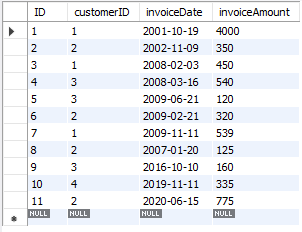 ID customerID invoiceDate invoiceAmount
1 1 2001-10-19 4000
2 2 2002-11-09 350
3 1 2008-02-03 450
4 3 2008-03-16 540
5 3 2009-06-21 120
6 2 2009-02-21 320
7 1 2009-11-11 539
8 2 2007-01-20 125
9 3 2016-10-10 160
10 4 2019-11-11 335
11 2 2020-06-15 775
NULL NULL NULL NULL